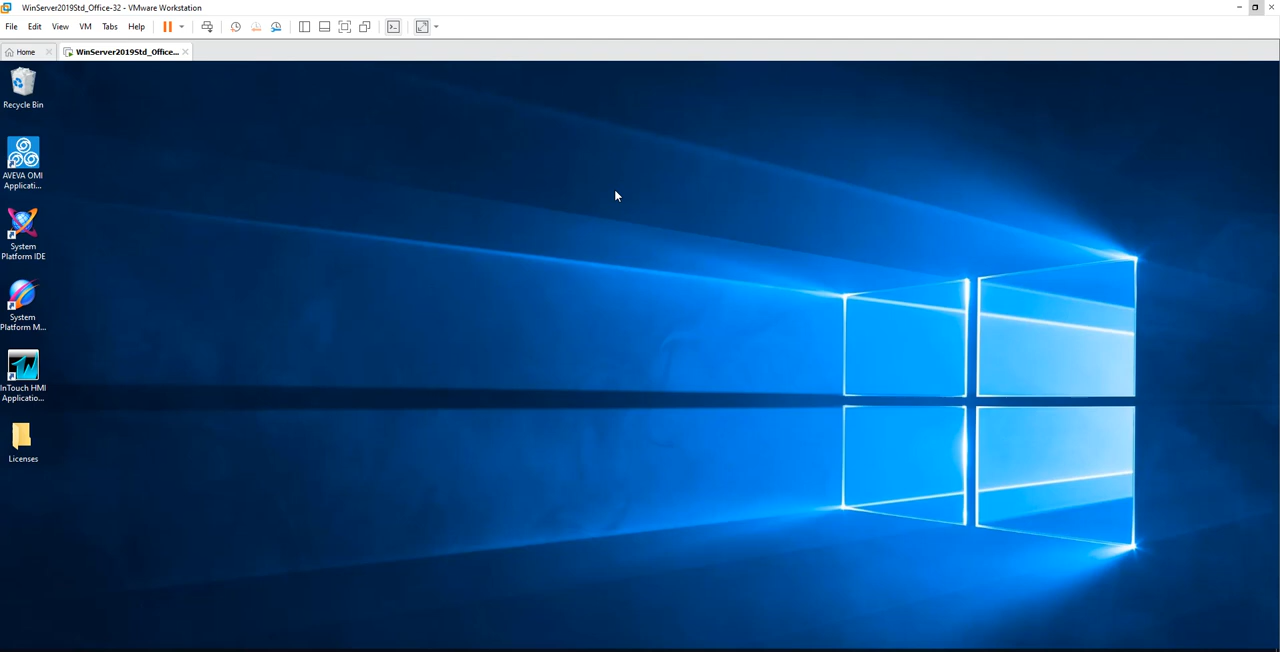 WinServer2019Std_Office-32 - VMware Workstation
File Edit View VM Tabs Help
Home WinServer2019Std_Office...
Recycle Bin
AVEVA OMI
Applicati...
System
Platform IDE
System
Platform M...
InTouch HMI
Applicatio...
Licenses